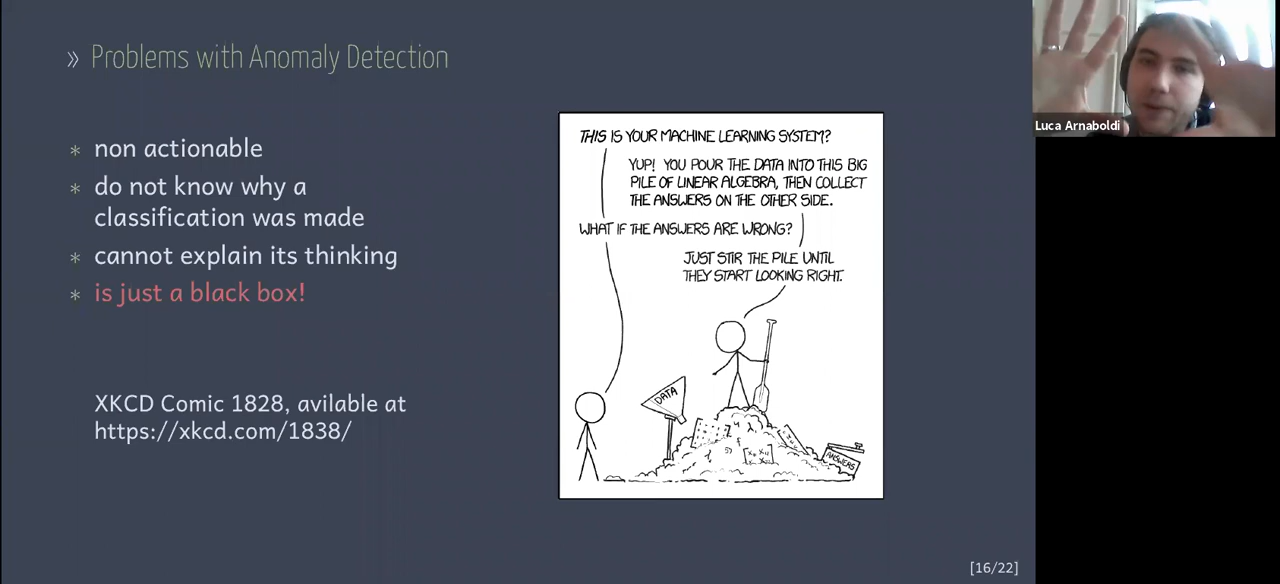 » Problems with Anomaly Detection
* non actionable
* do not know why a
classification was made
* cannot explain its thinking
* is just a black box!
XKCD Comic 1828, avilable at
https://xkcd.com/1838/
THIS IS YOUR MACHINE LEARNING SYSTEM?
YUP! YOU POUR THE DATA INTO THIS BIG
PILE OF LINEAR ALGEBRA, THEN COLLECT
THE ANSWERS ON THE OTHER SIDE.
WHAT IF THE ANSWERS ARE WRONG?
JUST STIR THE PILE UNTIL
THEY START LOOKING RIGHT.
DATA
ANSWERS
[16/22]
Luca Arnaboldi